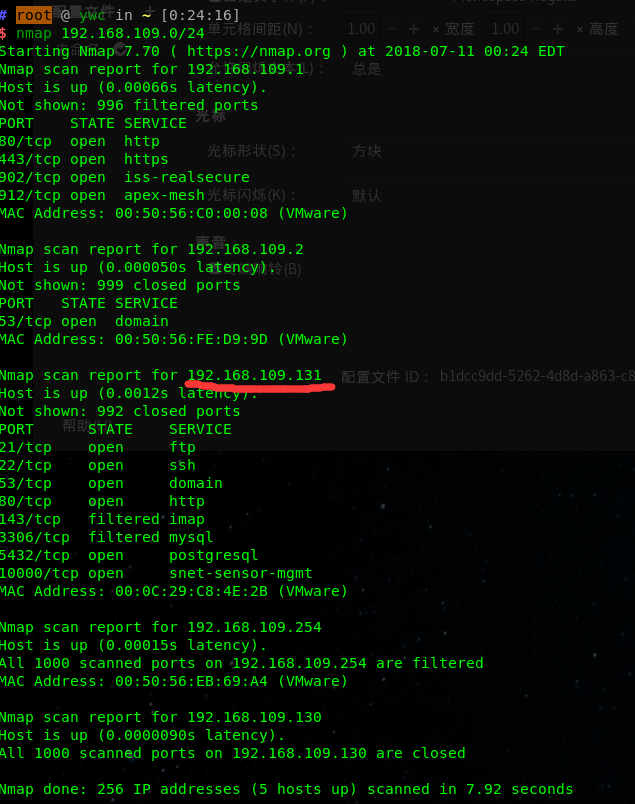 # root @ ywc in ~ [0:24:16]
$ nmap 192.168.109.0/24
Starting Nmap 7.70 ( https://nmap.org ) at 2018-07-11 00:24 EDT
Nmap scan report for 192.168.109.1
Host is up (0.00066s latency).
Not shown: 996 filtered ports
PORT    STATE SERVICE
80/tcp  open  http
443/tcp open  https
902/tcp open  iss-realsecure
912/tcp open  apex-mesh
MAC Address: 00:50:56:C0:00:08 (VMware)
Nmap scan report for 192.168.109.2
Host is up (0.000050s latency).
Not shown: 999 closed ports
PORT   STATE SERVICE
53/tcp open  domain
MAC Address: 00:50:56:FE:D9:9D (VMware)
Nmap scan report for 192.168.109.131
Host is up (0.0012s latency).
Not shown: 992 closed ports
PORT      STATE    SERVICE
21/tcp    open     ftp
22/tcp    open     ssh
53/tcp    open     domain
80/tcp    open     http
143/tcp   filtered imap
3306/tcp  filtered mysql
5432/tcp  open     postgresql
10000/tcp open     snet-sensor-mgmt
MAC Address: 00:0C:29:C8:4E:2B (VMware)
Nmap scan report for 192.168.109.254
Host is up (0.00015s latency).
All 1000 scanned ports on 192.168.109.254 are filtered
MAC Address: 00:50:56:EB:69:A4 (VMware)
Nmap scan report for 192.168.109.130
Host is up (0.0000090s latency).
All 1000 scanned ports on 192.168.109.130 are closed
Nmap done: 256 IP addresses (5 hosts up) scanned in 7.92 seconds
配置文件 +
单元格间距(N)： 1.00 − + × 宽度 1.00 − + × 高度
总是
光标
光标形状(S)： 方块
光标闪烁(K)： 默认
声音
配置文件 ID： b1dcc9dd-5262-4d8d-a863-c8